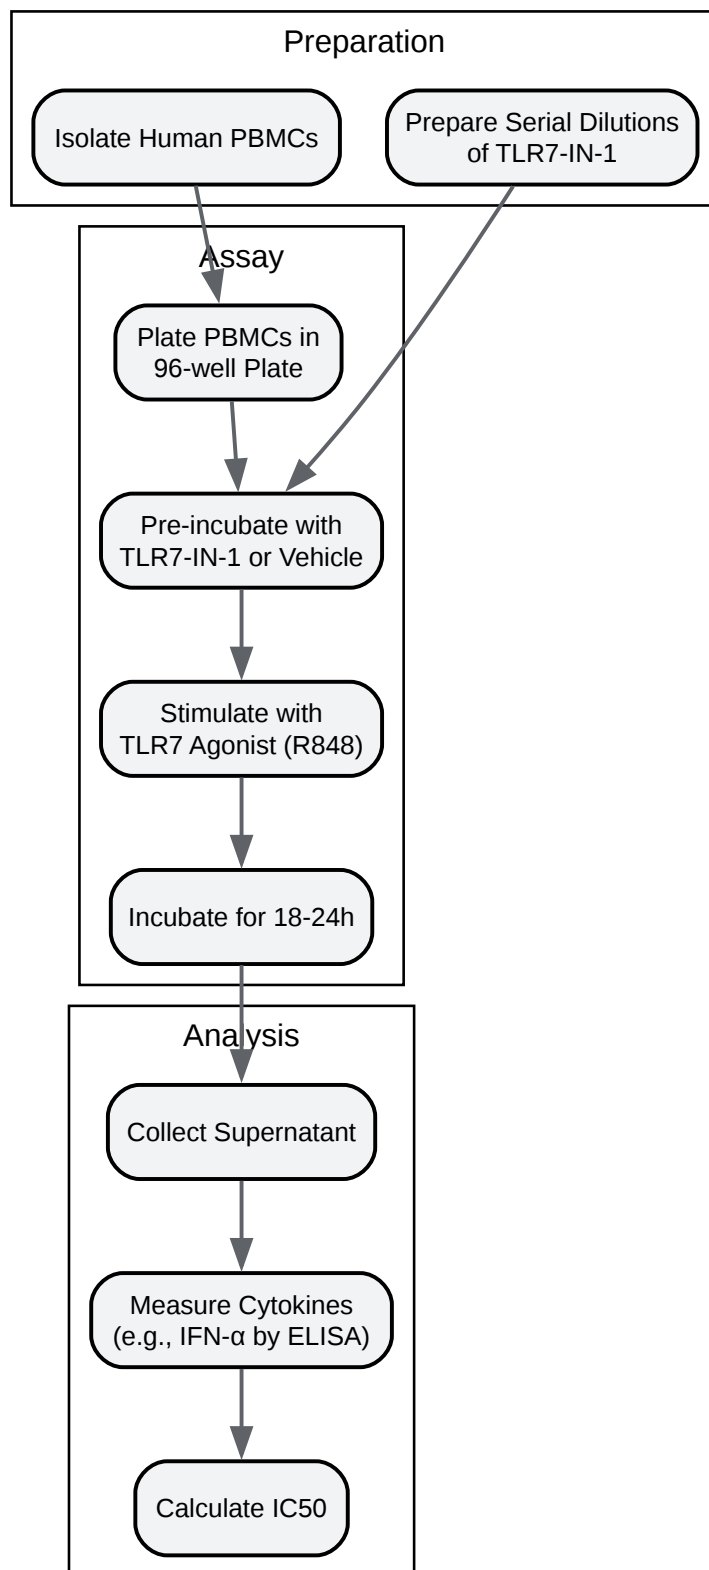 Preparation
Isolate Human PBMCs
Prepare Serial Dilutions
of TLR7-IN-1
Assay
Plate PBMCs in
96-well Plate
Pre-incubate with
TLR7-IN-1 or Vehicle
Stimulate with
TLR7 Agonist (R848)
Incubate for 18-24h
Analysis
Collect Supernatant
Measure Cytokines
(e.g., IFN-α by ELISA)
Calculate IC50